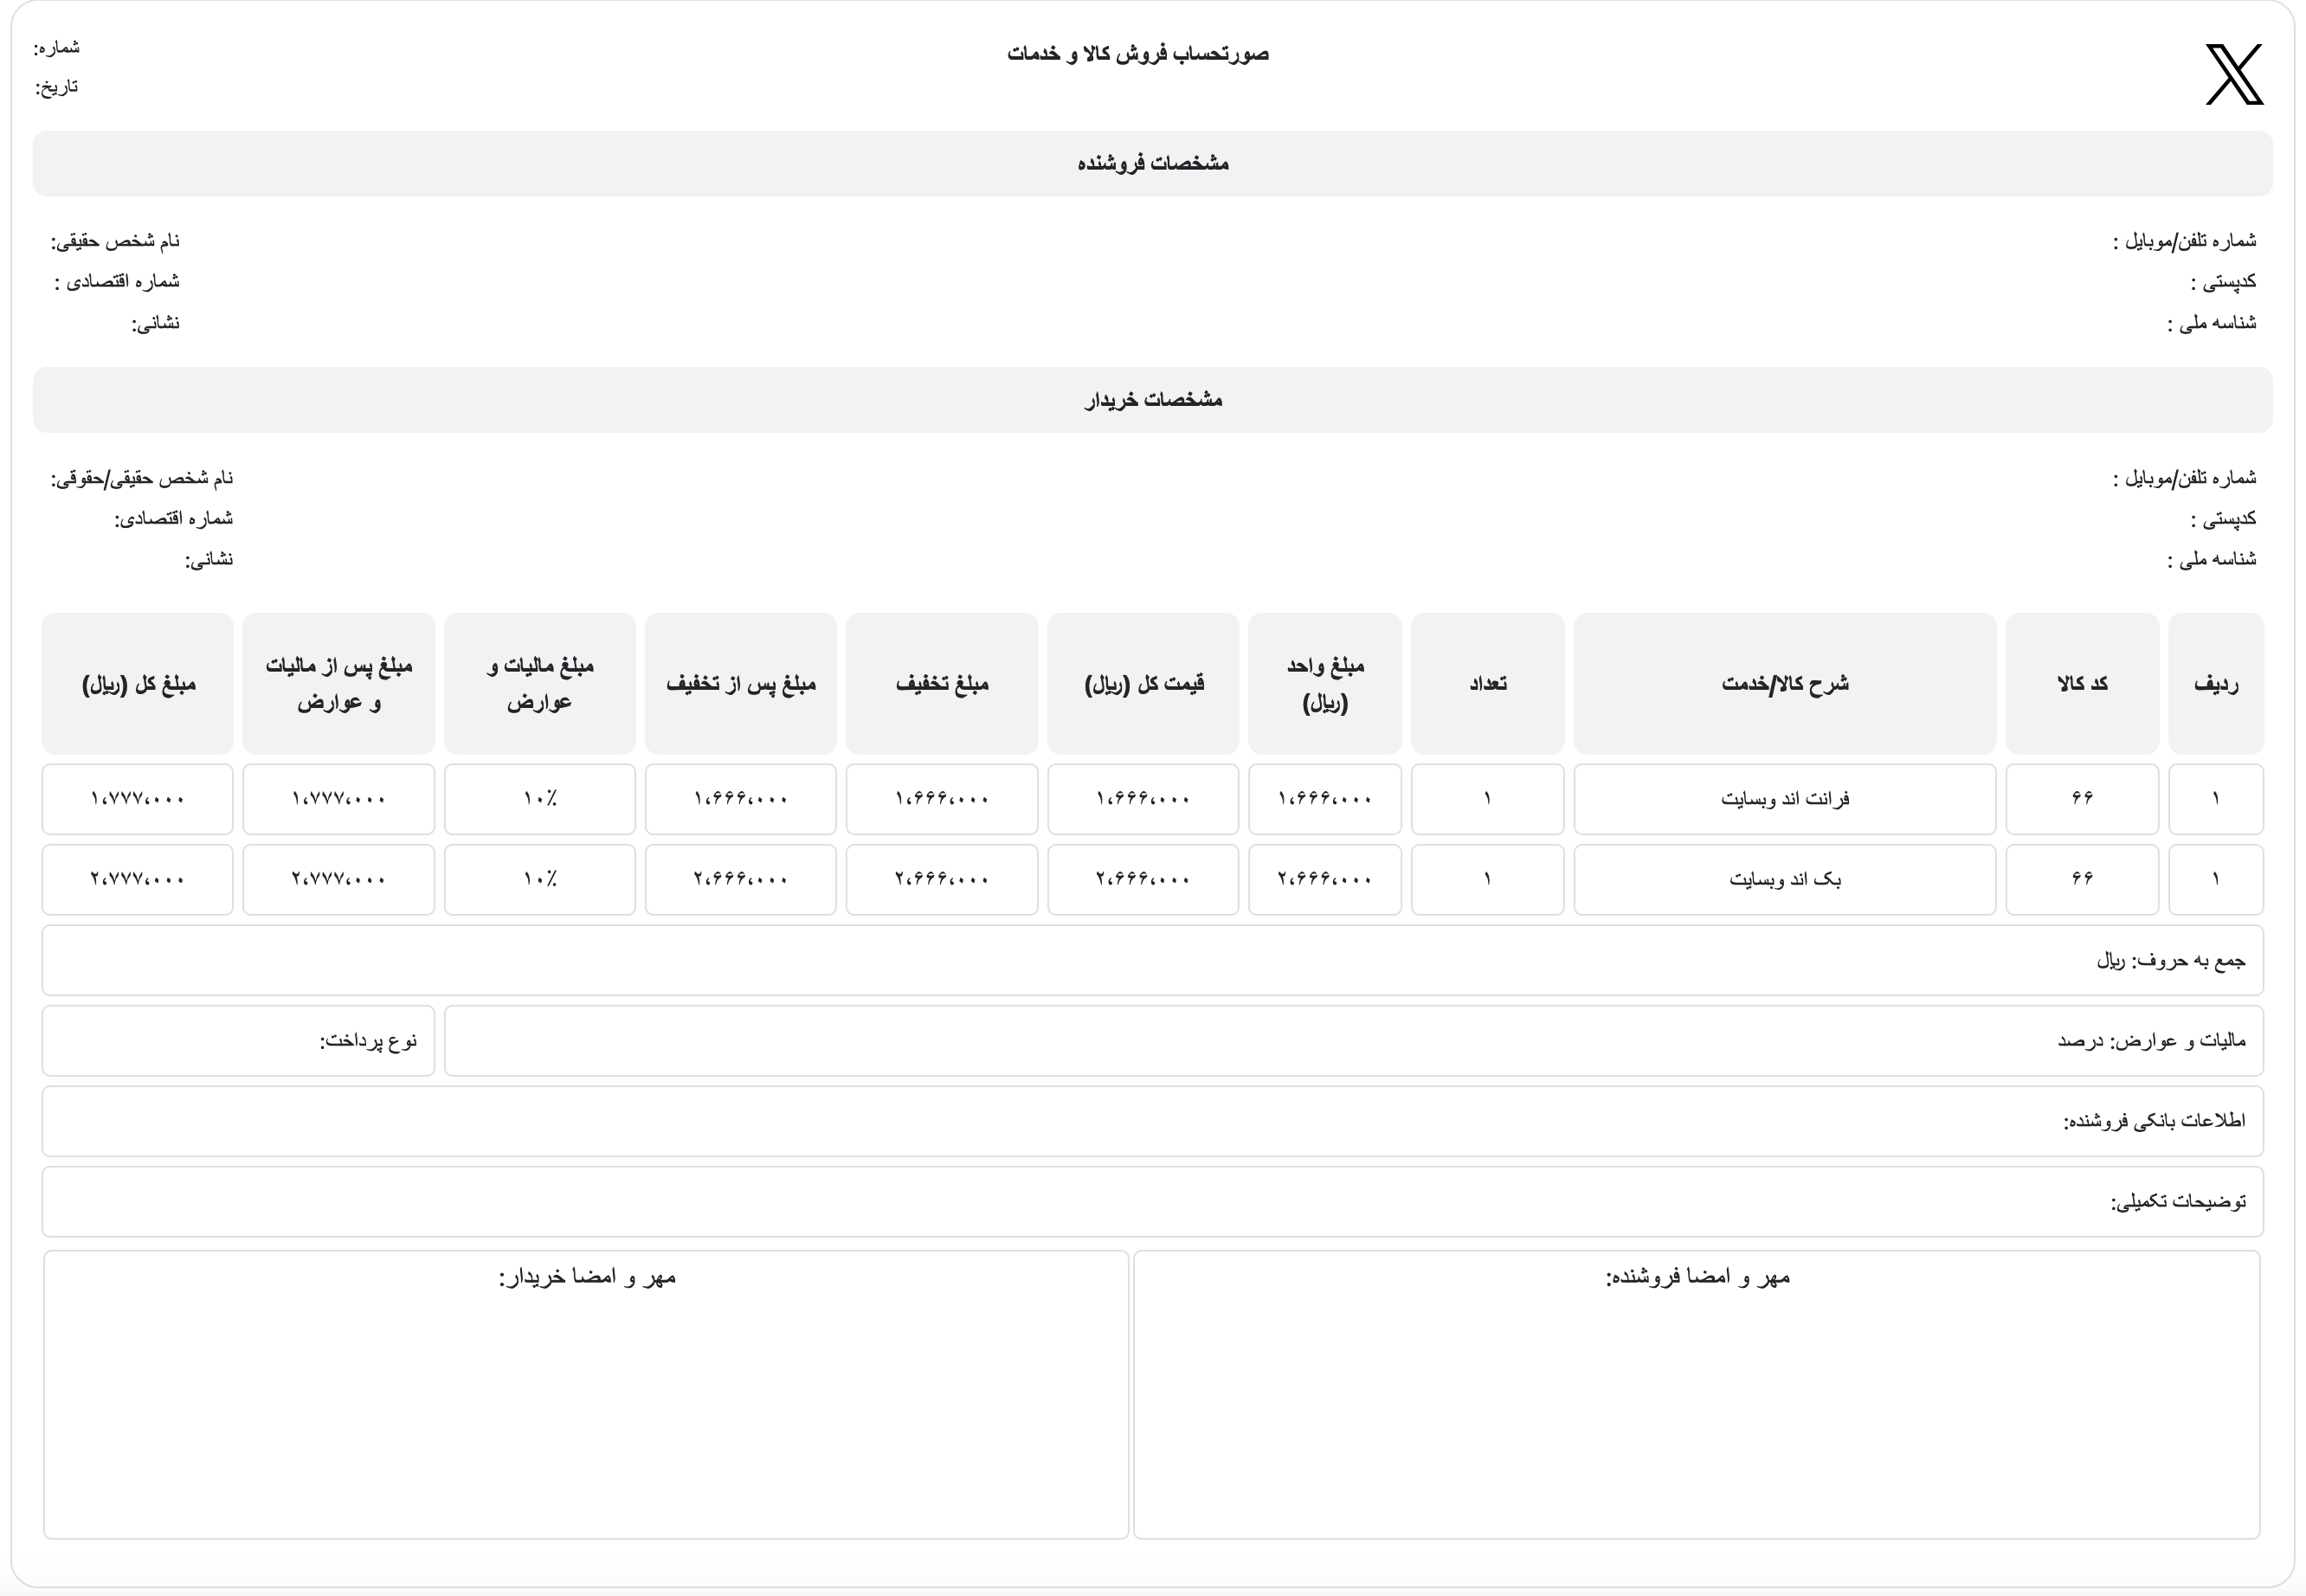 صورتحساب فروش کالا و خدمات
شماره:
تاریخ:
مشخصات فروشنده
شماره تلفن/موبایل :
نام شخص حقیقی:
کدپستی :
شماره اقتصادی :
شناسه ملی :
نشانی:
مشخصات خریدار
شماره تلفن/موبایل :
نام شخص حقیقی/حقوقی:
کدپستی :
شماره اقتصادی:
شناسه ملی :
نشانی:
ردیف
کد کالا
شرح کالا/خدمت
تعداد
مبلغ واحد
(ریال)
قیمت کل (ریال)
مبلغ تخفیف
مبلغ پس از تخفیف
مبلغ مالیات و
عوارض
مبلغ پس از مالیات
و عوارض
مبلغ کل (ریال)
۱
۶۶
فرانت اند وبسایت
۱
۱،۶۶۶،۰۰۰
۱،۶۶۶،۰۰۰
۱،۶۶۶،۰۰۰
۱،۶۶۶،۰۰۰
۱۰٪
۱،۷۷۷،۰۰۰
۱،۷۷۷،۰۰۰
۱
۶۶
بک اند وبسایت
۱
۲،۶۶۶،۰۰۰
۲،۶۶۶،۰۰۰
۲،۶۶۶،۰۰۰
۲،۶۶۶،۰۰۰
۱۰٪
۲،۷۷۷،۰۰۰
۲،۷۷۷،۰۰۰
جمع به حروف: ریال
مالیات و عوارض: درصد
نوع پرداخت:
اطلاعات بانکی فروشنده:
توضیحات تکمیلی:
مهر و امضا فروشنده:
مهر و امضا خریدار: